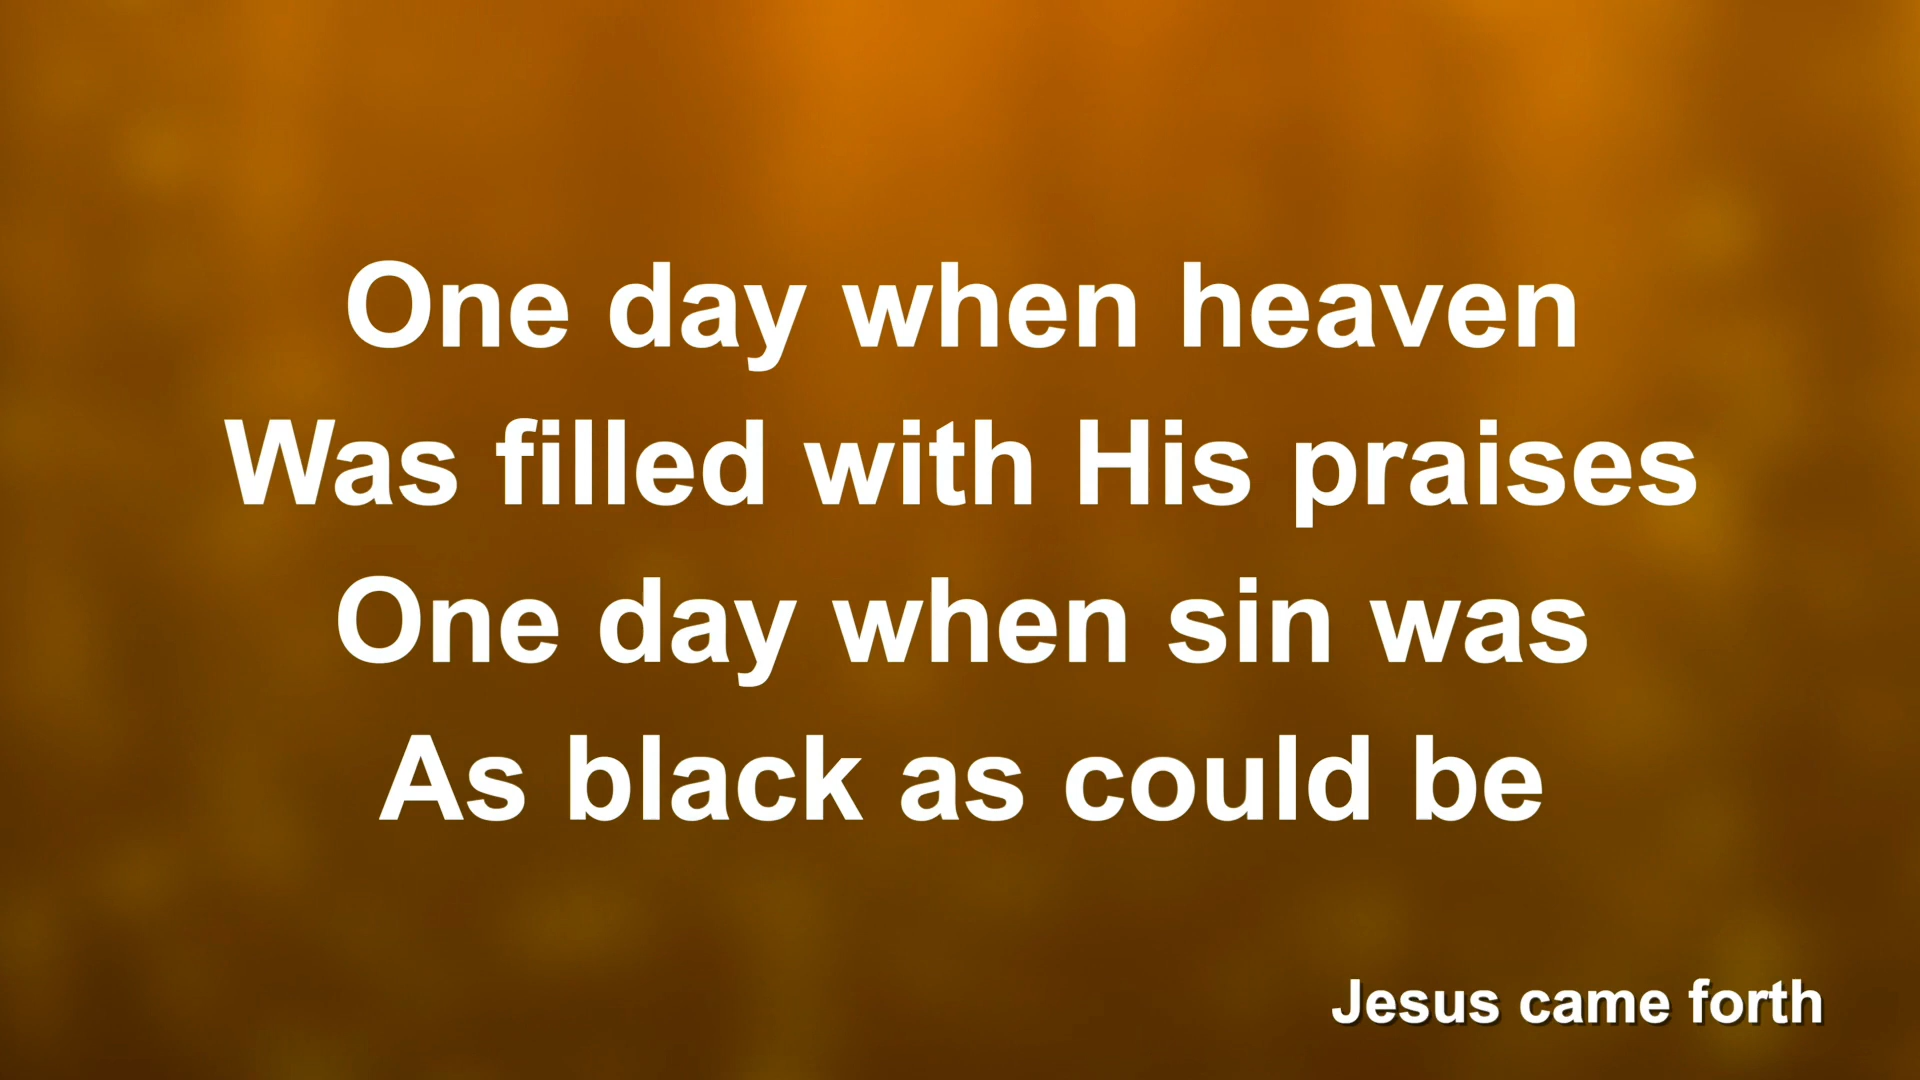 One day when heaven
Was filled with His praises
One day when sin was
As black as could be
Jesus came forth